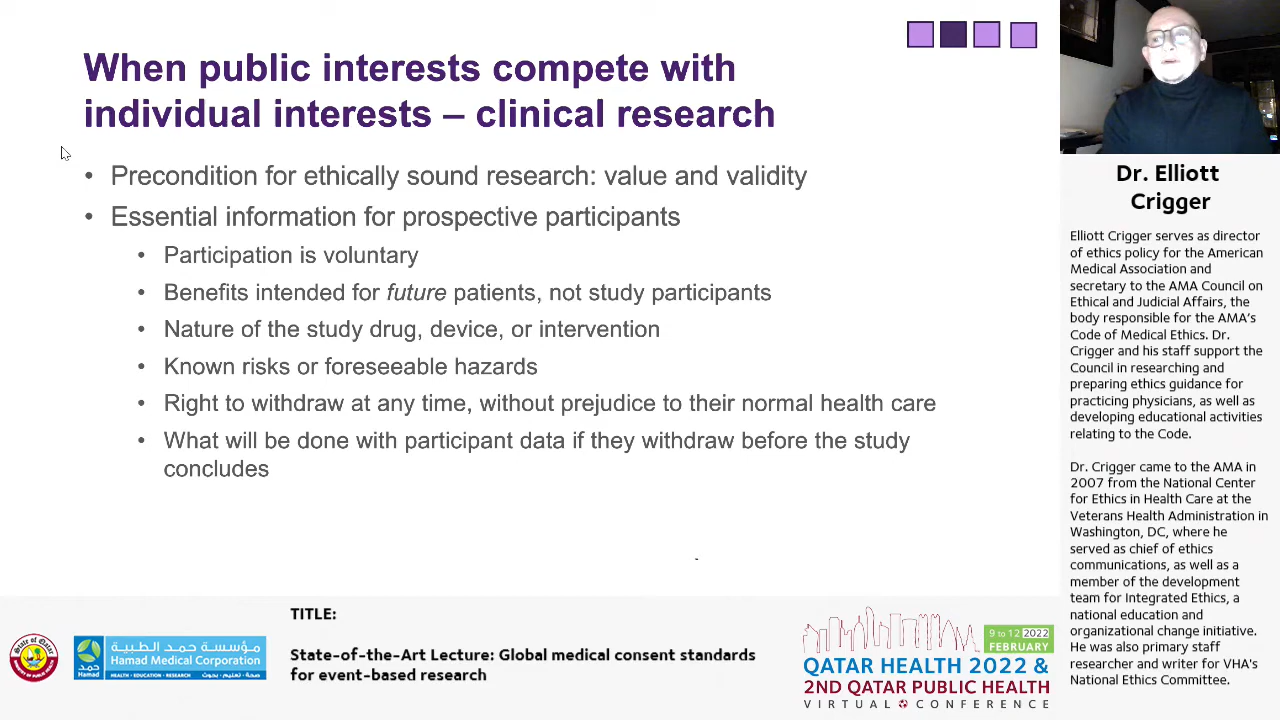 When public interests compete with
individual interests – clinical research
• Precondition for ethically sound research: value and validity
• Essential information for prospective participants
• Participation is voluntary
• Benefits intended for future patients, not study participants
• Nature of the study drug, device, or intervention
• Known risks or foreseeable hazards
• Right to withdraw at any time, without prejudice to their normal health care
• What will be done with participant data if they withdraw before the study
concludes
Dr. Elliott
Crigger
Elliott Crigger serves as director
of ethics policy for the American
Medical Association and
secretary to the AMA Council on
Ethical and Judicial Affairs, the
body responsible for the AMA's
Code of Medical Ethics. Dr.
Crigger and his staff support the
Council in researching and
preparing ethics guidance for
practicing physicians, as well as
developing educational activities
relating to the Code.
Dr. Crigger came to the AMA in
2007 from the National Center
for Ethics in Health Care at the
Veterans Health Administration in
Washington, DC, where he
served as chief of ethics
communications, as well as a
member of the development
team for Integrated Ethics, a
national education and
organizational change initiative.
He was also primary staff
researcher and writer for VHA's
National Ethics Committee.
State of Qatar
حمد
Hamad
مؤسسة حمد الطبية
Hamad Medical Corporation
HEALTH • EDUCATION • RESEARCH صحة • تعليم • بحوث
TITLE:
State-of-the-Art Lecture: Global medical consent standards
for event-based research
9 to 12 2022
FEBRUARY
QATAR HEALTH 2022 &
2ND QATAR PUBLIC HEALTH
VIRTUAL CONFERENCE